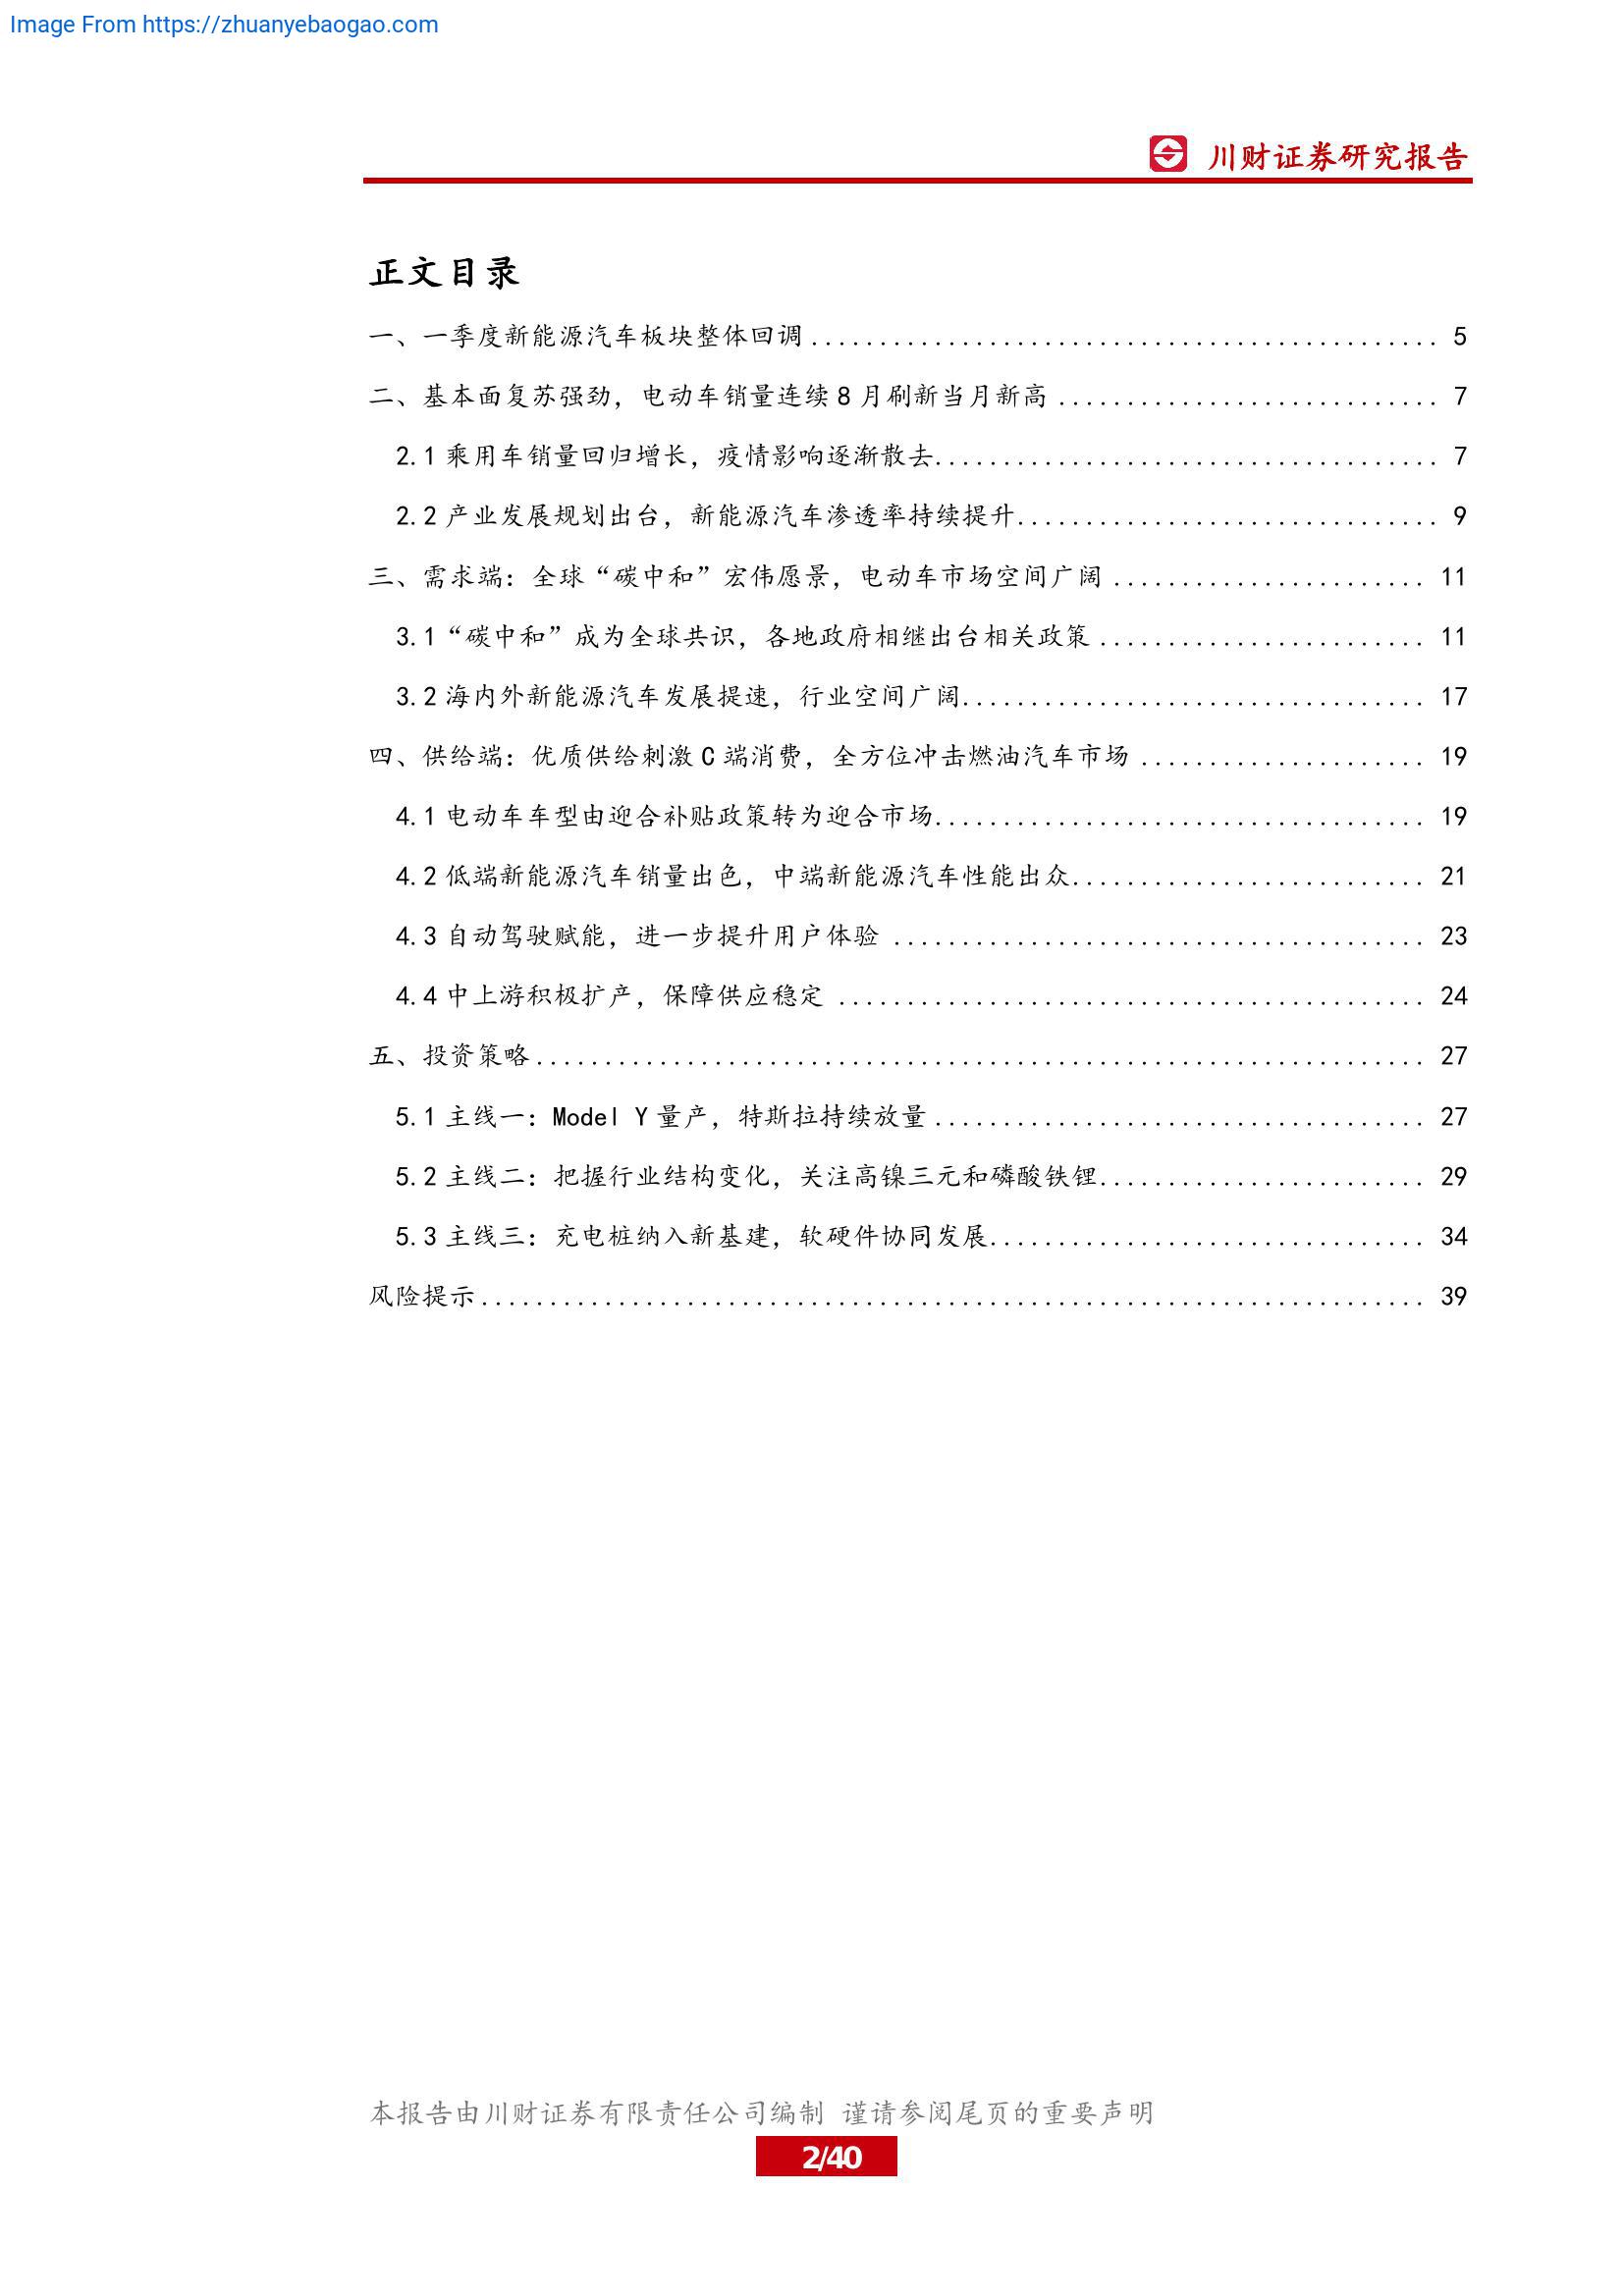 Image From https://zhuanyebaogao.com
川财证券研究报告
正文目录
一、一季度新能源汽车板块整体回调.............................................. 5
二、基本面复苏强劲，电动车销量连续 8 月刷新当月新高 ............................ 7
2.1 乘用车销量回归增长，疫情影响逐渐散去..................................... 7
2.2 产业发展规划出台，新能源汽车渗透率持续提升............................... 9
三、需求端：全球“碳中和”宏伟愿景，电动车市场空间广阔 ....................... 11
3.1“碳中和”成为全球共识，各地政府相继出台相关政策 ........................ 11
3.2 海内外新能源汽车发展提速，行业空间广阔.................................. 17
四、供给端：优质供给刺激 C 端消费，全方位冲击燃油汽车市场 ..................... 19
4.1 电动车车型由迎合补贴政策转为迎合市场.................................... 19
4.2 低端新能源汽车销量出色，中端新能源汽车性能出众.......................... 21
4.3 自动驾驶赋能，进一步提升用户体验 ....................................... 23
4.4 中上游积极扩产，保障供应稳定 ........................................... 24
五、投资策略................................................................. 27
5.1 主线一：Model Y 量产，特斯拉持续放量 .................................... 27
5.2 主线二：把握行业结构变化，关注高镍三元和磷酸铁锂........................ 29
5.3 主线三：充电桩纳入新基建，软硬件协同发展................................ 34
风险提示..................................................................... 39
本报告由川财证券有限责任公司编制 谨请参阅尾页的重要声明
2/40